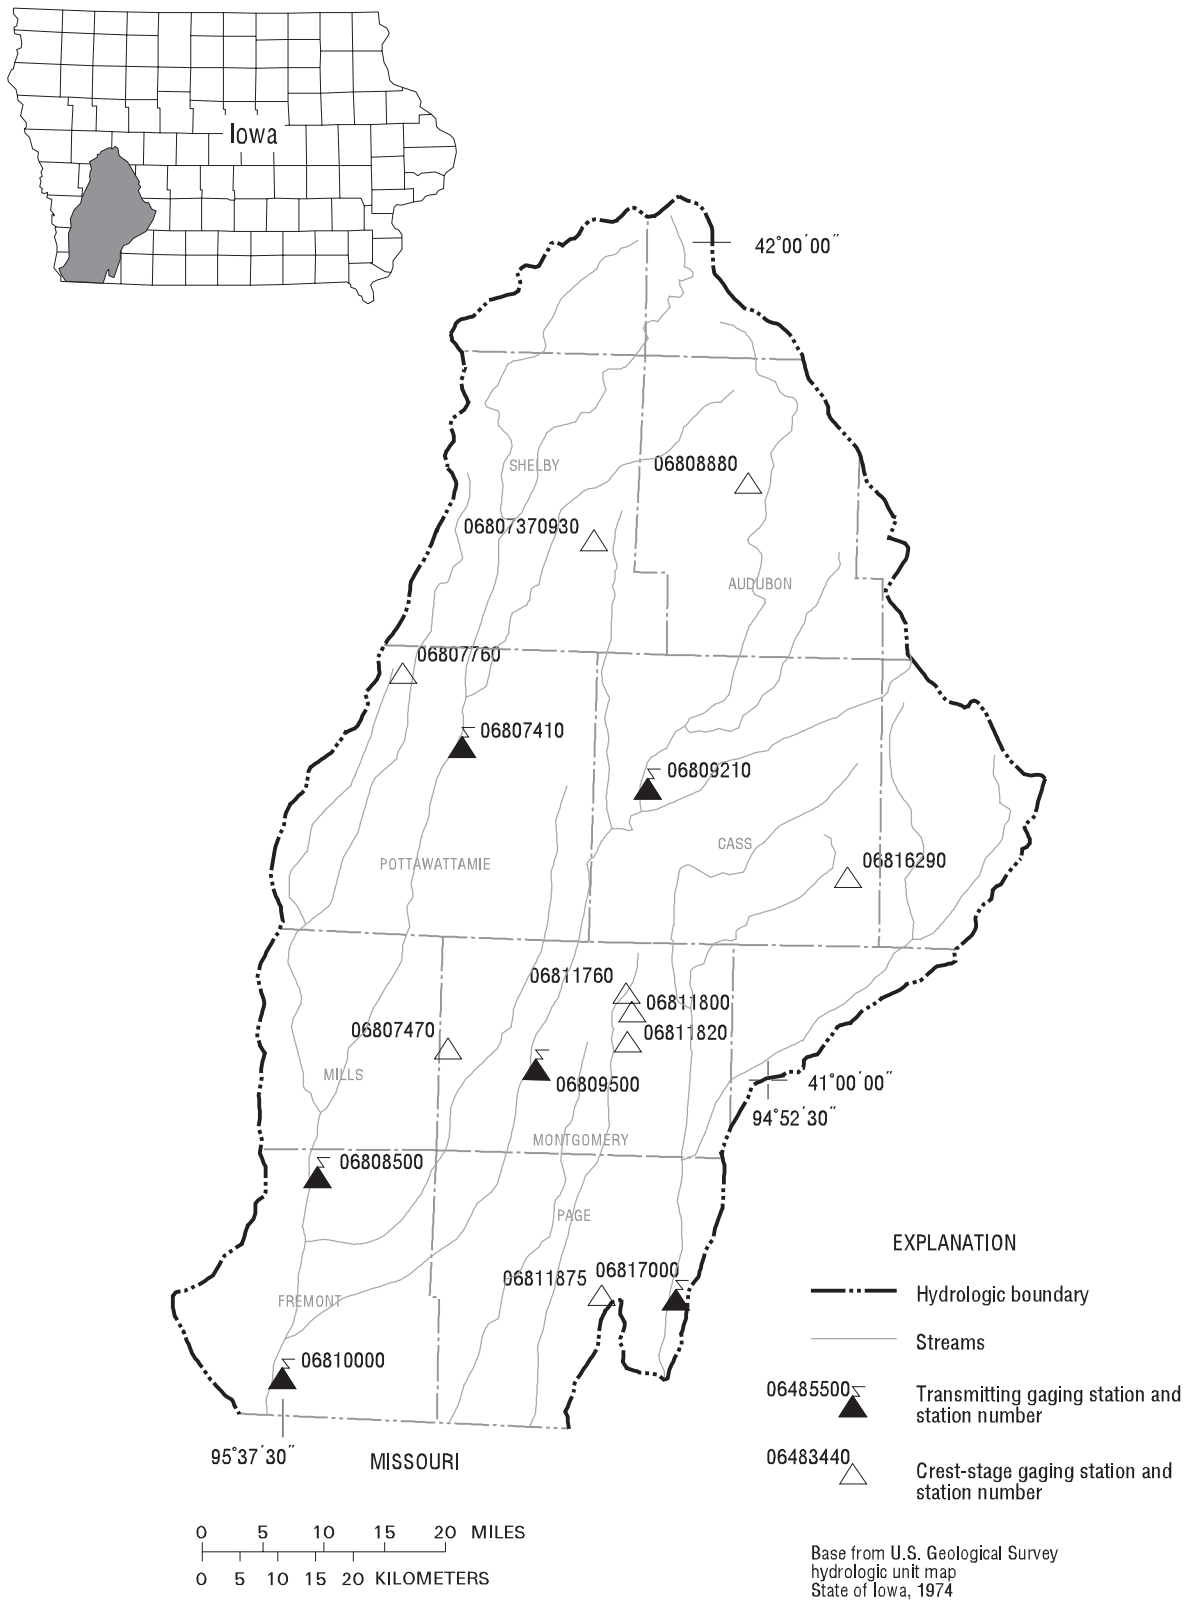 Iowa
42°00'00"
SHELBY
06808880
06807370930
AUDUBON
06807760
06807410
06809210
CASS
06816290
POTTAWATTAMIE
06811760
06811800
06811820
06807470
MILLS
06809500
41°00'00"
94°52'30"
MONTGOMERY
06808500
PAGE
06811875
06817000
FREMONT
06810000
95°37'30"
MISSOURI
EXPLANATION
Hydrologic boundary
Streams
06485500
Transmitting gaging station and
station number
06483440
Crest-stage gaging station and
station number
0 5 10 15 20 MILES
0 5 10 15 20 KILOMETERS
Base from U.S. Geological Survey
hydrologic unit map
State of Iowa, 1974